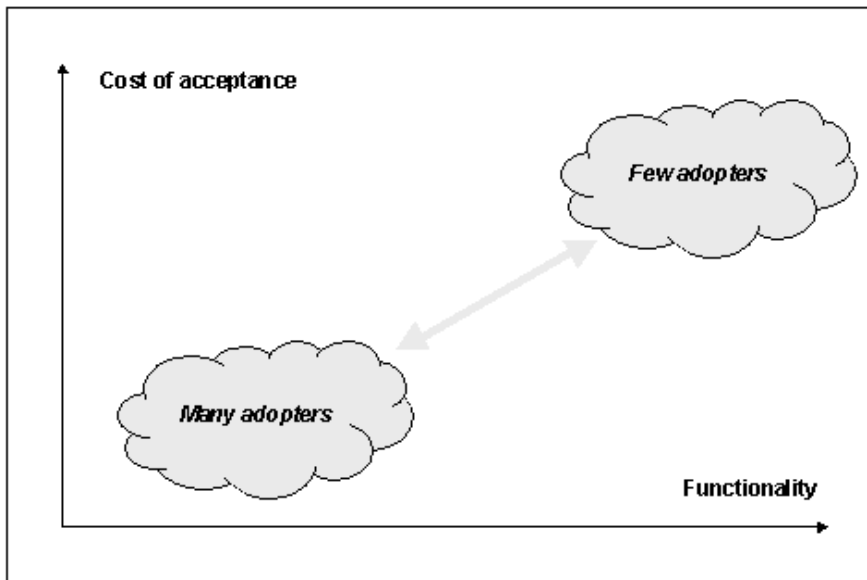 Cost of acceptance
Few adopters
Many adopters
Functionality